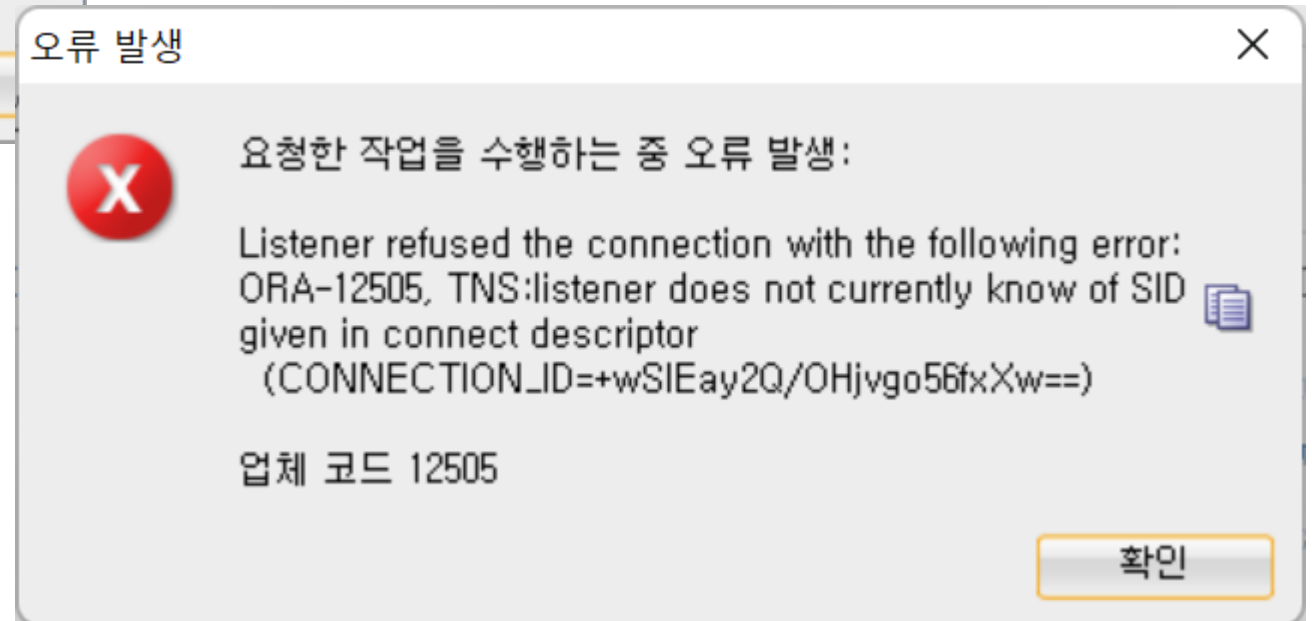 오류 발생
요청한 작업을 수행하는 중 오류 발생:
Listener refused the connection with the following error:
ORA-12505, TNS:listener does not currently know of SID
given in connect descriptor
(CONNECTION_ID=+wSIEay2Q/OHjvgo56fxXw==)
업체 코드 12505
확인